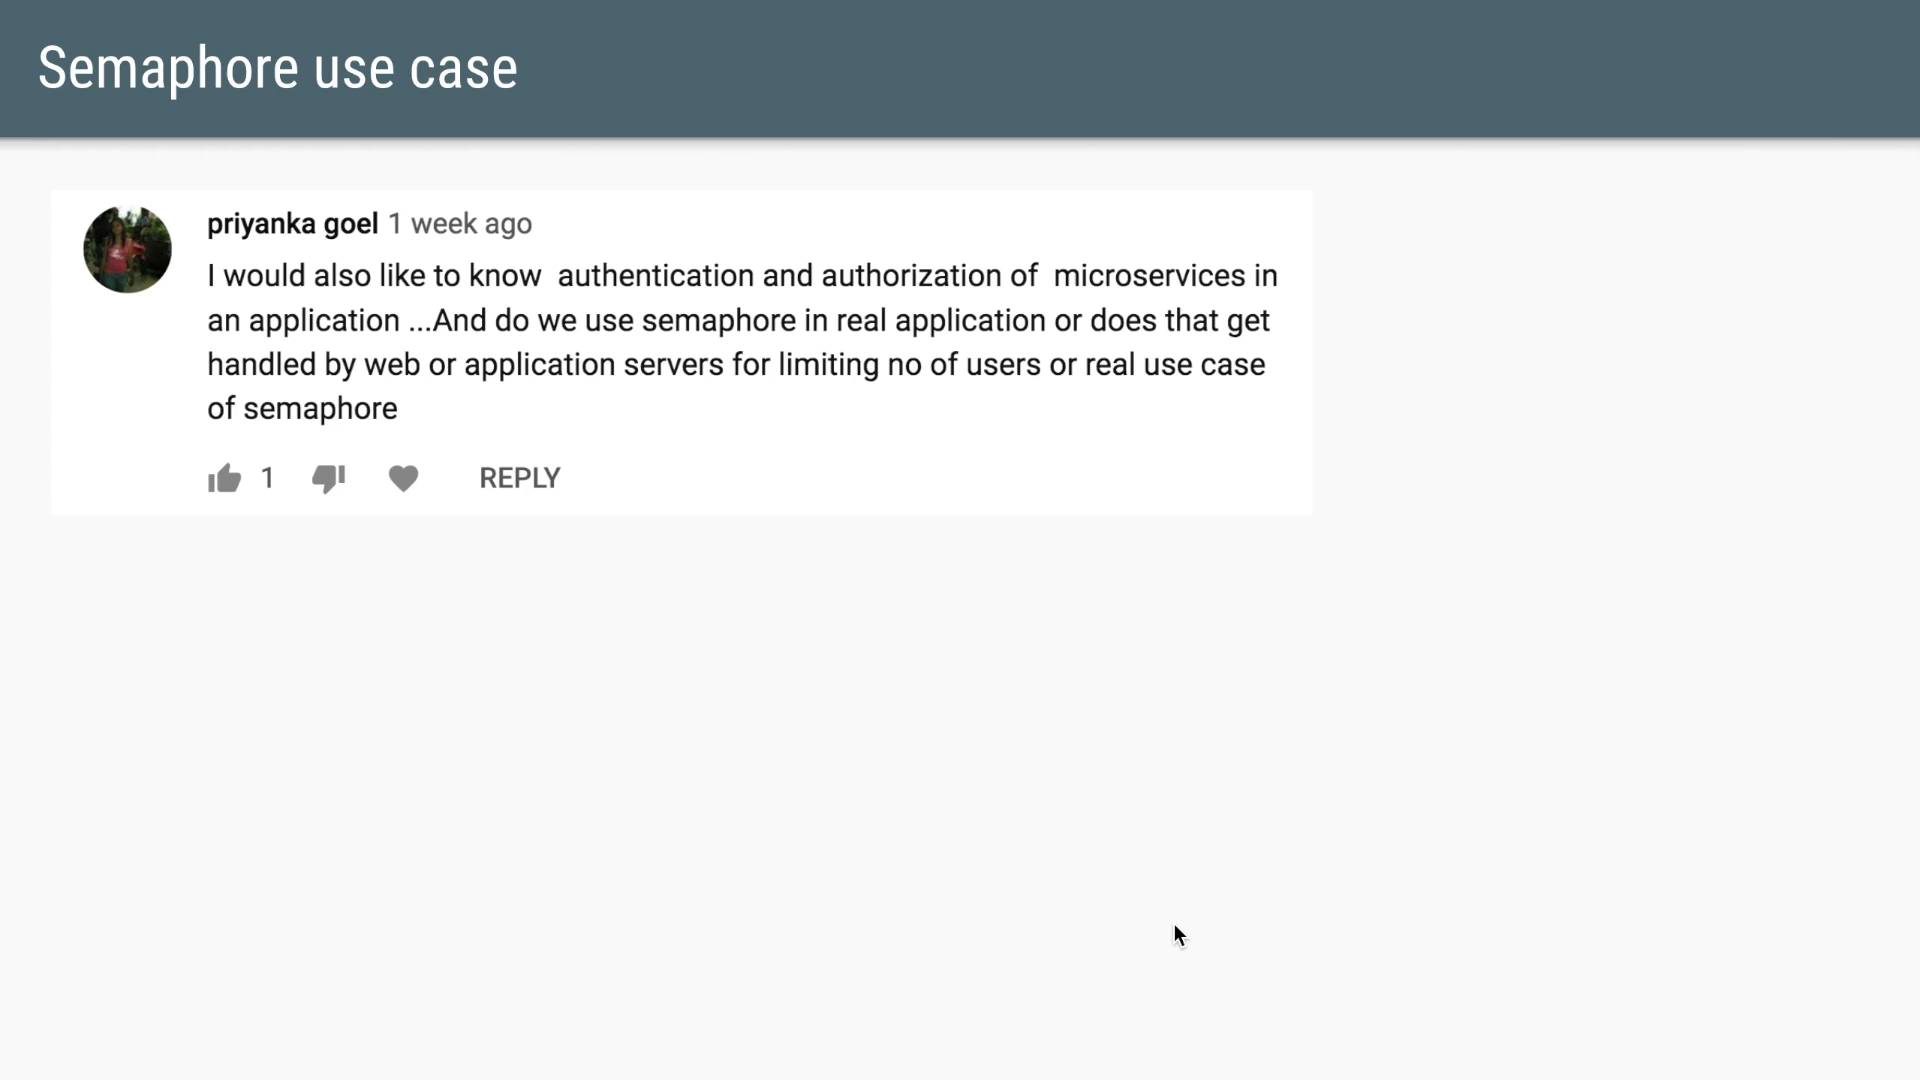 Semaphore use case
priyanka goel 1 week ago
I would also like to know  authentication and authorization of  microservices in
an application ...And do we use semaphore in real application or does that get
handled by web or application servers for limiting no of users or real use case
of semaphore
1 REPLY